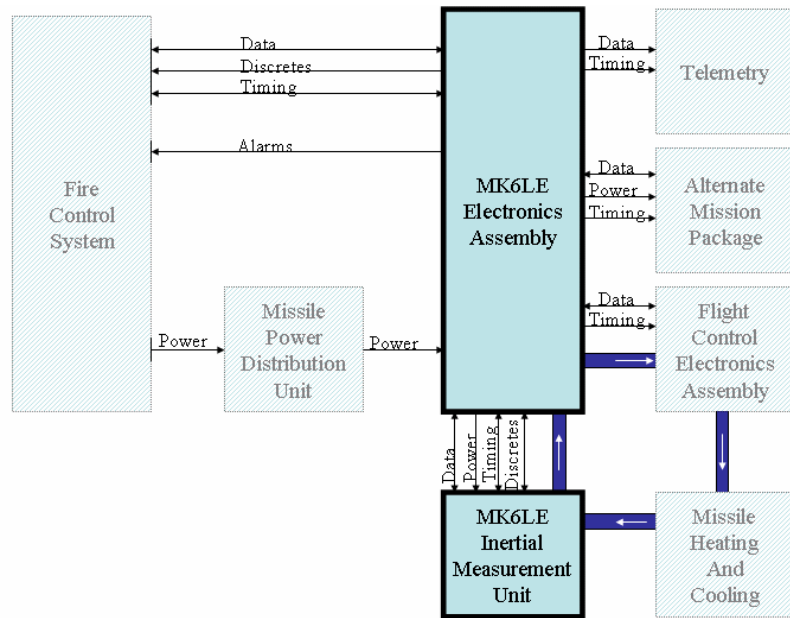 Data
Discretes
Timing
Alarms
Fire
Control
System
Power
Missile
Power
Distribution
Unit
Power
MK6LE
Electronics
Assembly
Data
Timing
Telemetry
Data
Power
Timing
Alternate
Mission
Package
Data
Timing
Flight
Control
Electronics
Assembly
Data
Power
Timing
Discretes
MK6LE
Inertial
Measurement
Unit
Missile
Heating
And
Cooling